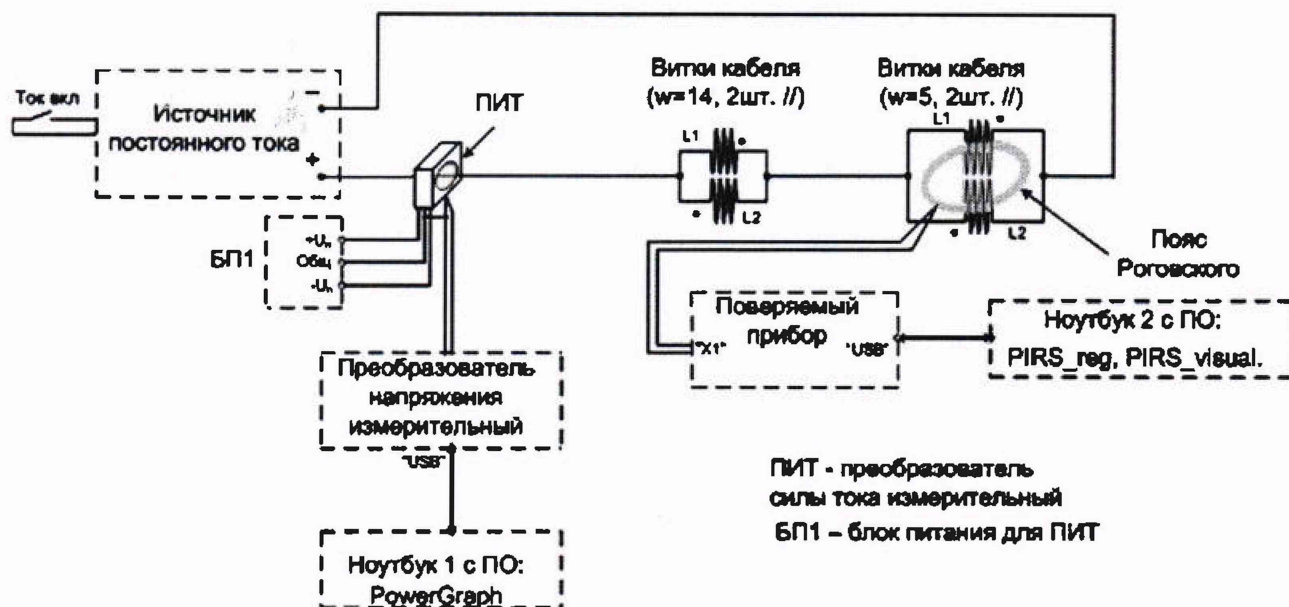 Ток вкл
Источник
постоянного тока
−
+
ПИТ
Витки кабеля
(w=14, 2шт. //)
L1
L2
Витки кабеля
(w=5, 2шт. //)
L1
L2
Пояс
Роговского
БП1
+Uп
Общ
-Uп
Поверяемый
прибор
"X1"
"USB"
Ноутбук 2 с ПО:
PIRS_reg, PIRS_visual.
Преобразователь
напряжения
измерительный
"USB"
Ноутбук 1 с ПО:
PowerGraph
ПИТ - преобразователь
силы тока измерительный
БП1 – блок питания для ПИТ